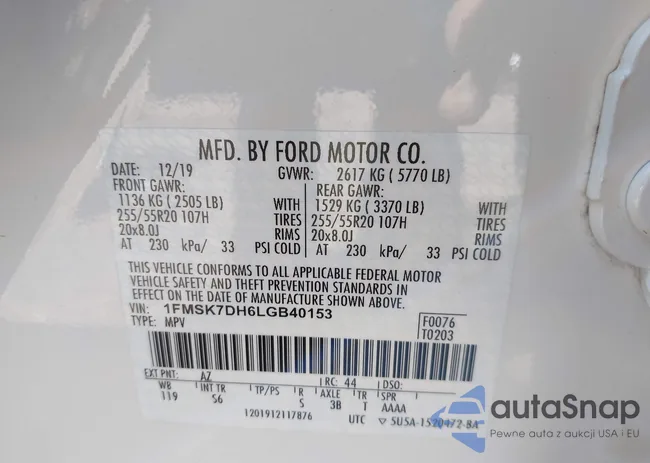 MFD. BY FORD MOTOR CO.
DATE: 12/19 GVWR: 2617 KG ( 5770 LB)
FRONT GAWR: REAR GAWR:
1136 KG ( 2505 LB) WITH 1529 KG ( 3370 LB) WITH
255/55R20 107H TIRES 255/55R20 107H TIRES
20x8.0J RIMS 20x8.0J RIMS
AT 230 kPa/ 33 PSI COLD AT 230 kPa/ 33 PSI COLD
THIS VEHICLE CONFORMS TO ALL APPLICABLE FEDERAL MOTOR
VEHICLE SAFETY AND THEFT PREVENTION STANDARDS IN
EFFECT ON THE DATE OF MANUFACTURE SHOWN ABOVE.
VIN: 1FMSK7DH6LGB40153
TYPE: MPV
F0076
T0203
EXT PNT: AZ RC: 44 DSO:
WB INT TR TP/PS R AXLE TR SPR
119 S6 S 3B T AAAA
1201912117876 UTC
autaSnap
Pewne auto z aukcji USA i EU